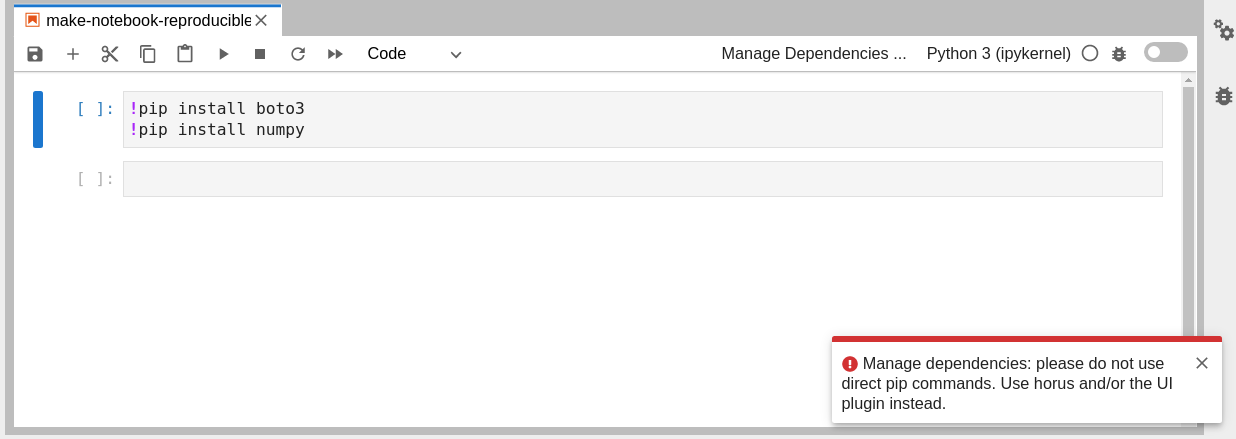 make-notebook-reproducible
Code
Manage Dependencies ...
Python 3 (ipykernel)
[ ]:
!pip install boto3
!pip install numpy
[ ]:
Manage dependencies: please do not use
direct pip commands. Use horus and/or the UI
plugin instead.